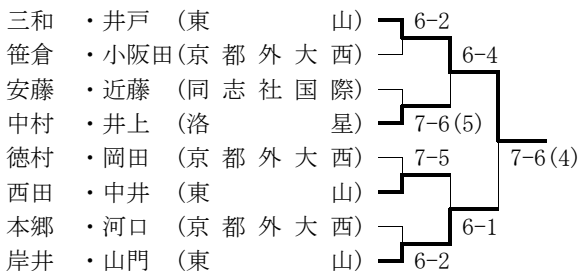 三和 ・井戸 (東 山) 6-2
笹倉 ・小阪田(京 都 外 大 西) 6-4
安藤 ・近藤 (同 志 社 国 際)
中村 ・井上 (洛 星) 7-6(5)
7-6(4)
徳村 ・岡田 (京 都 外 大 西) 7-5
西田 ・中井 (東 山)
本郷 ・河口 (京 都 外 大 西) 6-1
岸井 ・山門 (東 山) 6-2